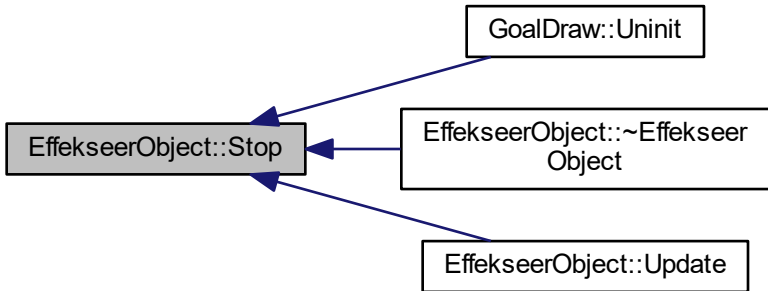 GoalDraw::Uninit
EffekseerObject::Stop
EffekseerObject::~Effekseer
Object
EffekseerObject::Update